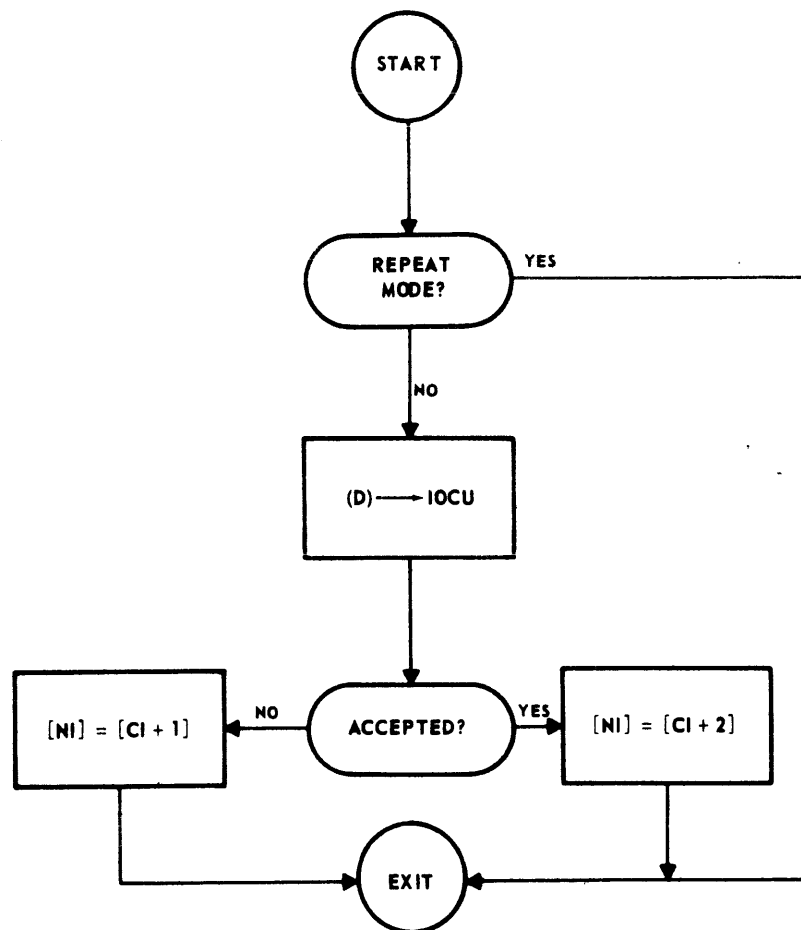 START
REPEAT
MODE?
YES
NO
(D) → IOCU
ACCEPTED?
NO
YES
[NI] = [CI + 1]
[NI] = [CI + 2]
EXIT